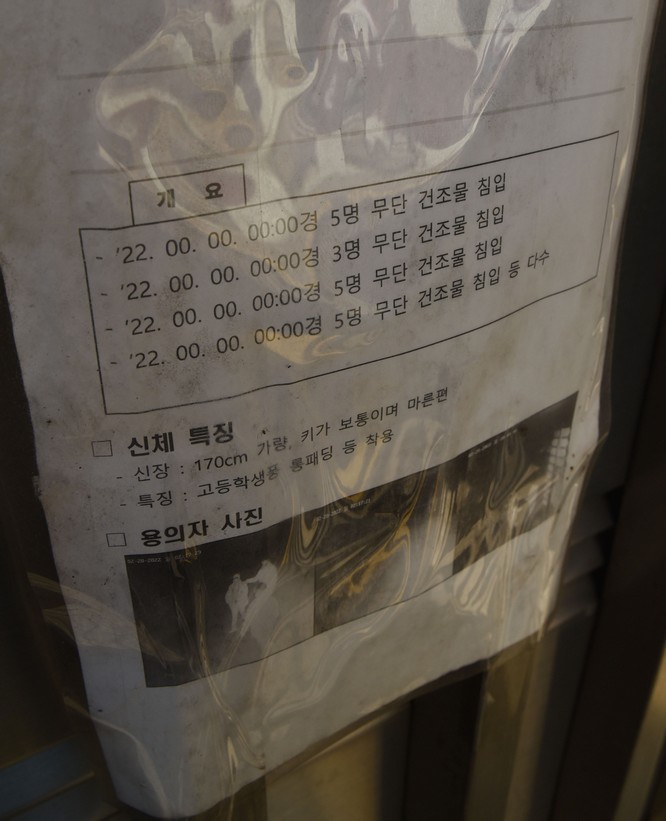 개 요
- '22. 00. 00. 00:00경 5명 무단 건조물 침입
- '22. 00. 00. 00:00경 3명 무단 건조물 침입
- '22. 00. 00. 00:00경 5명 무단 건조물 침입
- '22. 00. 00. 00:00경 5명 무단 건조물 침입 등 다수
□ 신체 특징
- 신장 : 170cm 가량, 키가 보통이며 마른편
- 특징 : 고등학생풍 롱패딩 등 착용
□ 용의자 사진